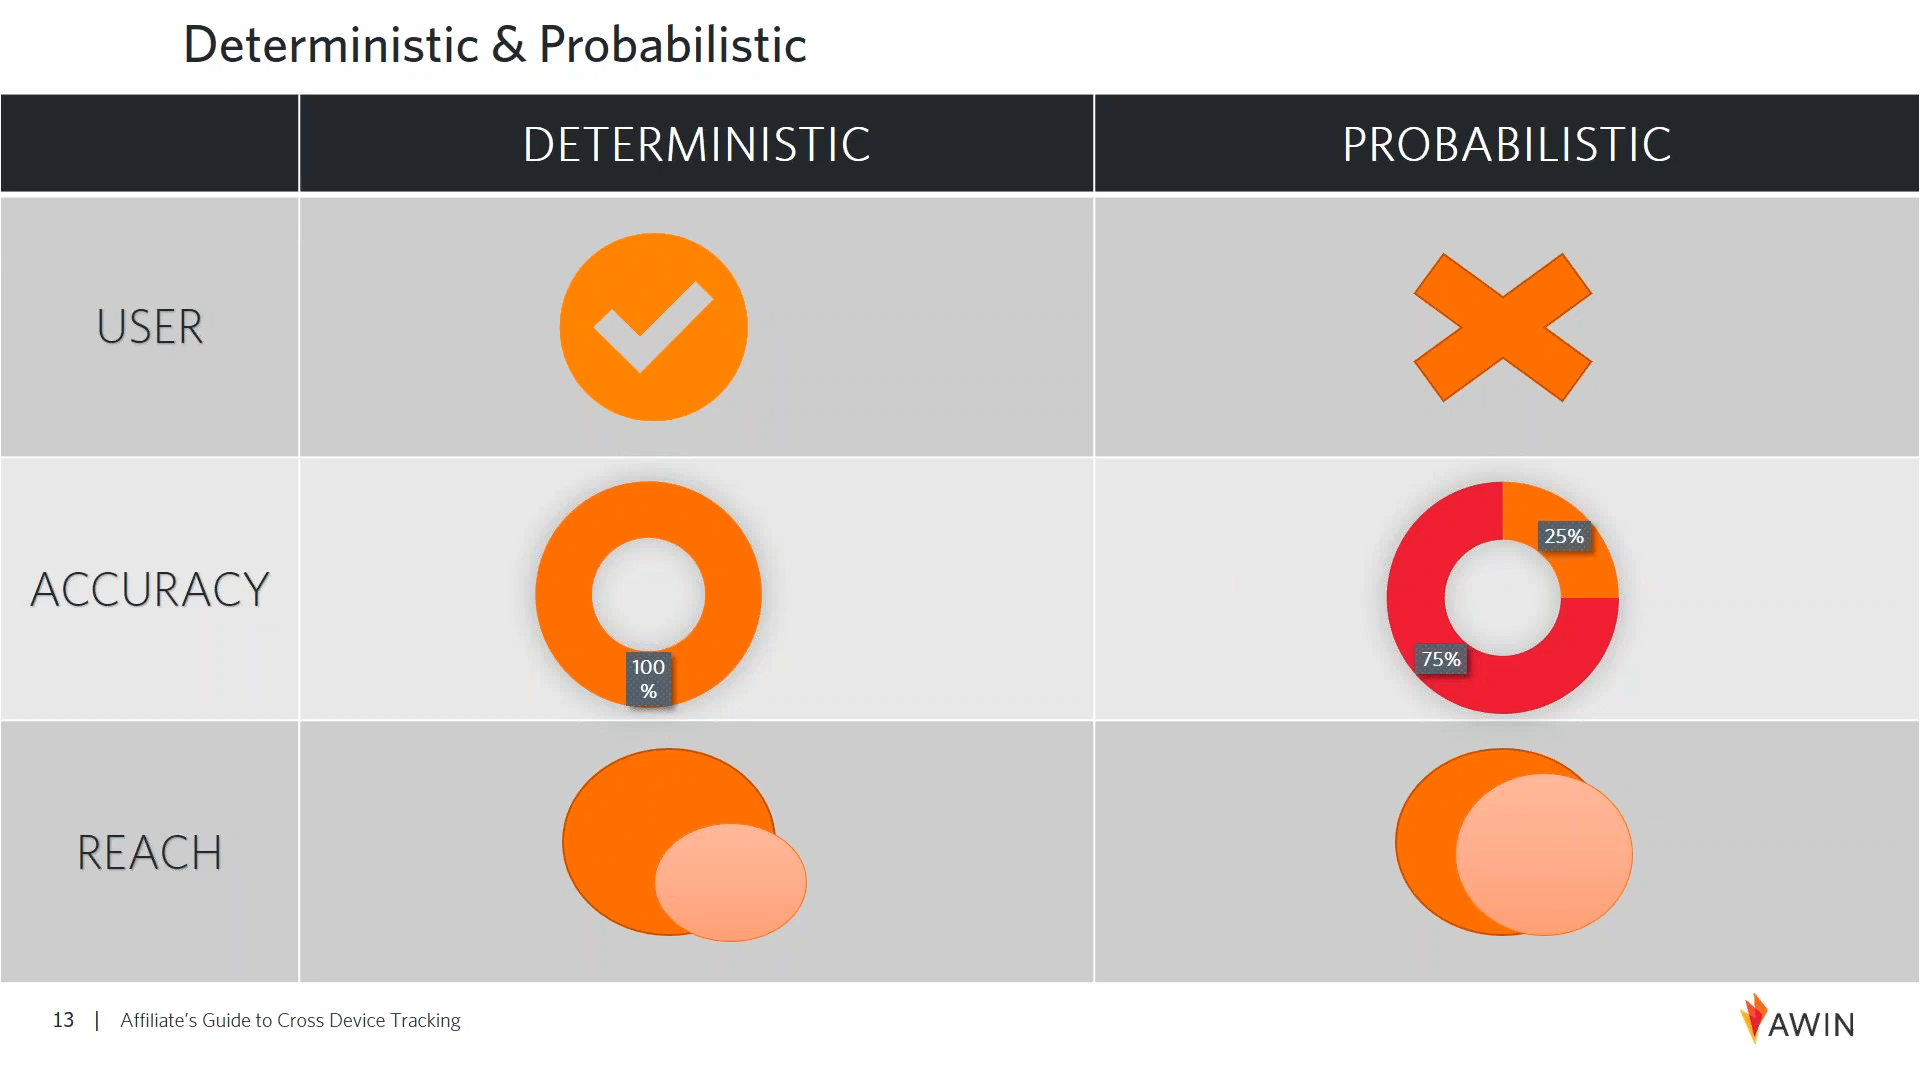 Deterministic & Probabilistic
DETERMINISTIC
PROBABILISTIC
USER
ACCURACY
100
%
25%
75%
REACH
13 | Affiliate’s Guide to Cross Device Tracking
AWIN